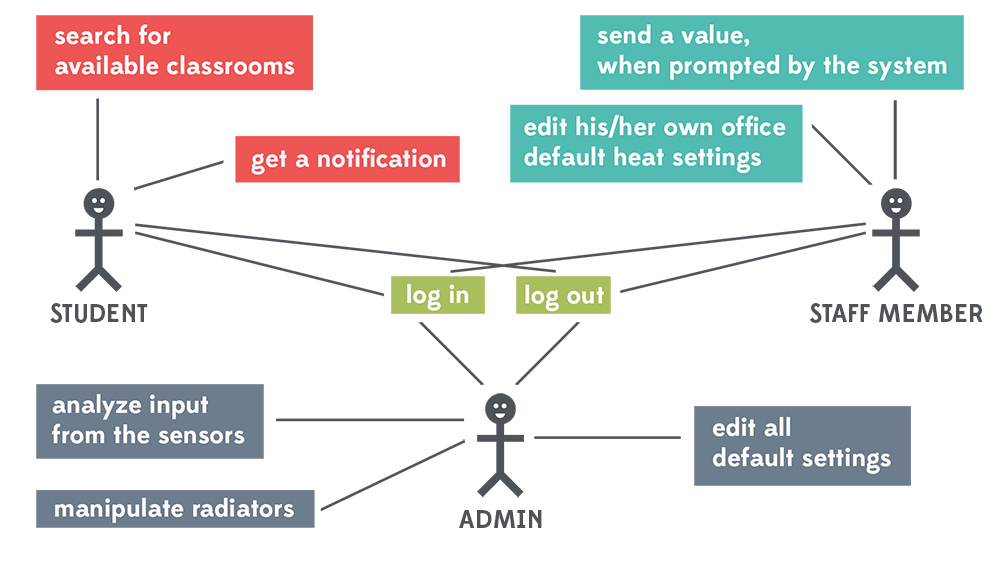 search for
available classrooms
send a value,
when prompted by the system
edit his/her own office
default heat settings
get a notification
log in
log out
STUDENT
STAFF MEMBER
analyze input
from the sensors
edit all
default settings
manipulate radiators
ADMIN